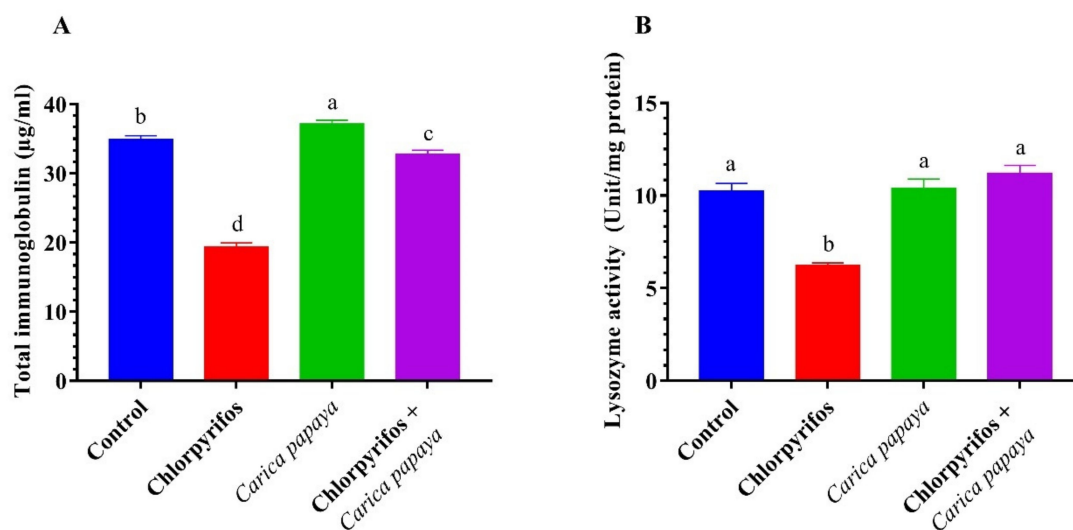 A
Total immunoglobulin (µg/ml)
40
30
20
10
0
b
d
a
c
Control
Chlorpyrifos
Carica papaya
Chlorpyrifos +
Carica papaya
B
Lysozyme activity (Unit/mg protein)
15
10
5
0
a
b
a
a
Control
Chlorpyrifos
Carica papaya
Chlorpyrifos +
Carica papaya